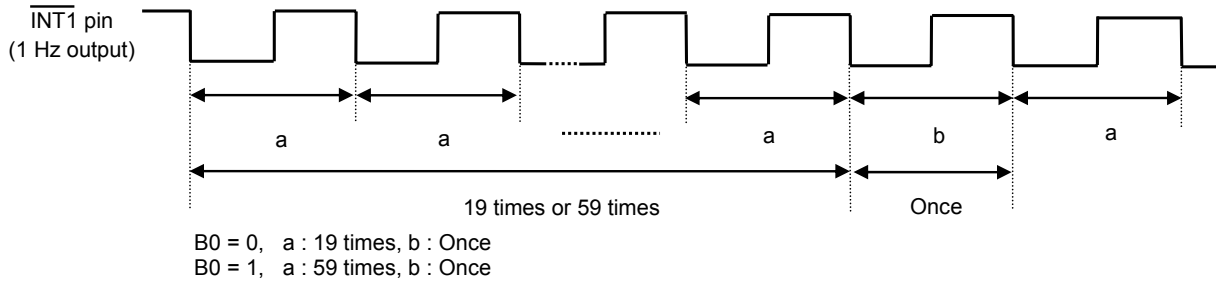 INT1 pin
(1 Hz output)
a
a
a
b
a
19 times or 59 times
Once
B0 = 0, a : 19 times, b : Once
B0 = 1, a : 59 times, b : Once